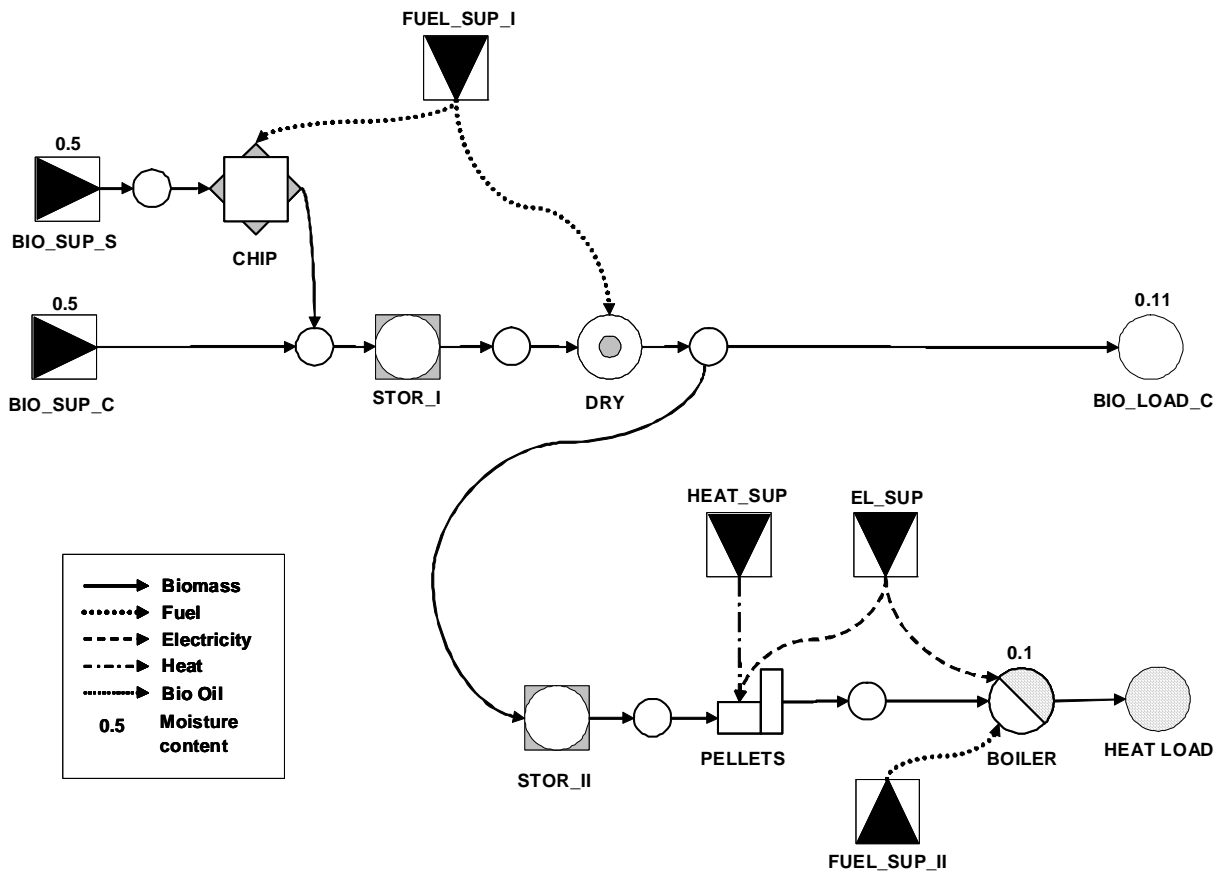 FUEL_SUP_I
0.5
BIO_SUP_S
CHIP
0.5
0.11
BIO_SUP_C
STOR_I
DRY
BIO_LOAD_C
HEAT_SUP
EL_SUP
Biomass
Fuel
Electricity
Heat
Bio Oil
0.5 Moisture
content
0.1
STOR_II
PELLETS
BOILER
HEAT LOAD
FUEL_SUP_II